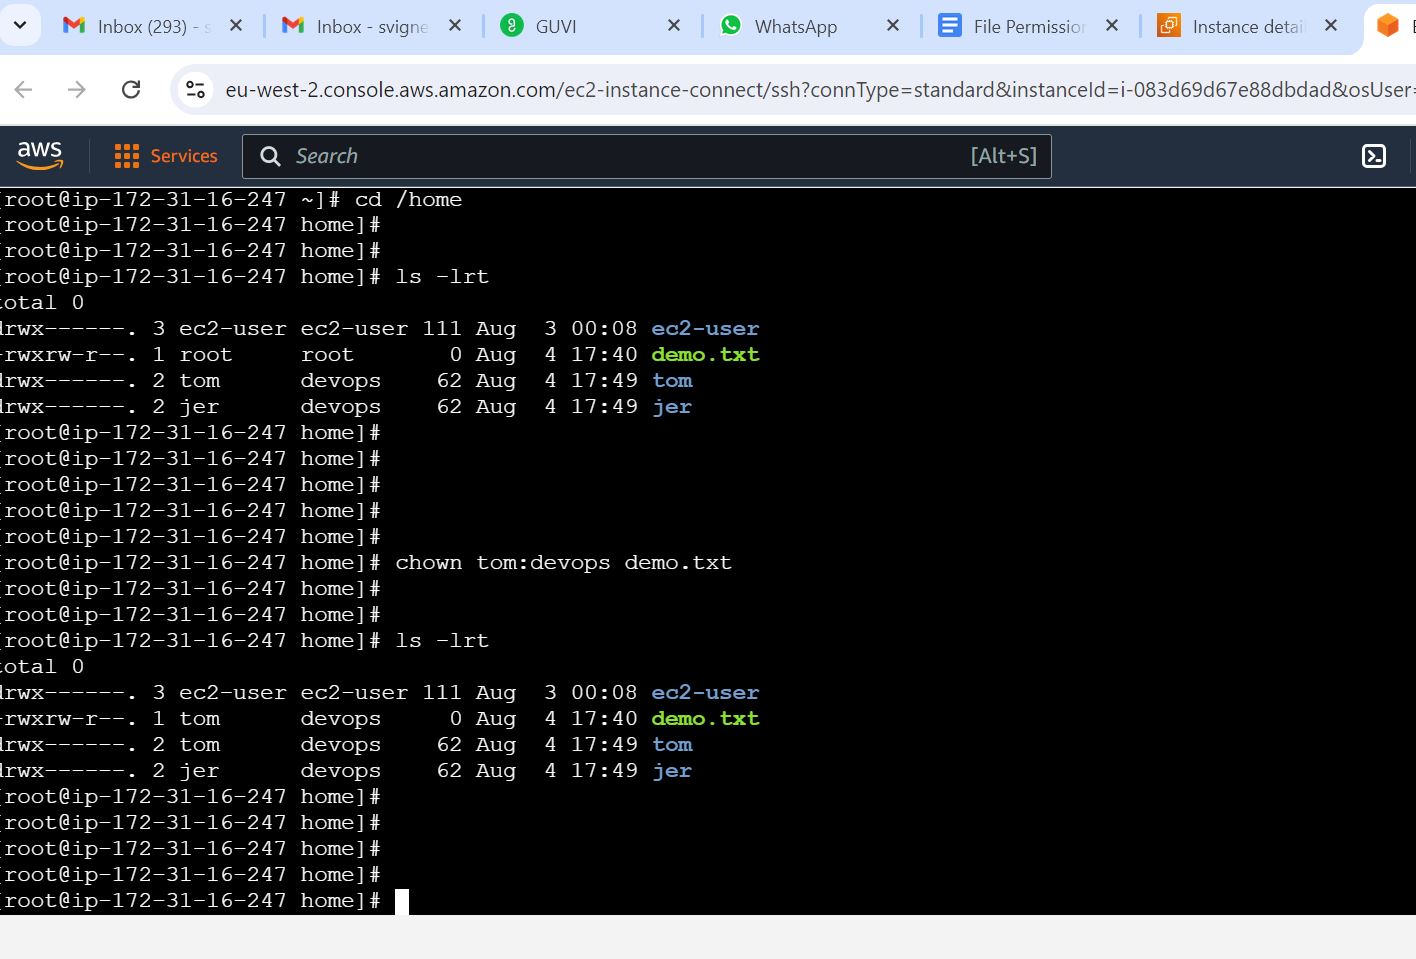 Inbox (293) - s
Inbox - svigne
GUVI
WhatsApp
File Permission
Instance detai
eu-west-2.console.aws.amazon.com/ec2-instance-connect/ssh?connType=standard&instanceId=i-083d69d67e88dbdad&osUser=
aws
Services
Search
[Alt+S]
[root@ip-172-31-16-247 ~]# cd /home
[root@ip-172-31-16-247 home]#
[root@ip-172-31-16-247 home]#
[root@ip-172-31-16-247 home]# ls -lrt
total 0
drwx------. 3 ec2-user ec2-user 111 Aug  3 00:08 ec2-user
-rwxrw-r--. 1 root     root       0 Aug  4 17:40 demo.txt
drwx------. 2 tom      devops    62 Aug  4 17:49 tom
drwx------. 2 jer      devops    62 Aug  4 17:49 jer
[root@ip-172-31-16-247 home]#
[root@ip-172-31-16-247 home]#
[root@ip-172-31-16-247 home]#
[root@ip-172-31-16-247 home]#
[root@ip-172-31-16-247 home]#
[root@ip-172-31-16-247 home]# chown tom:devops demo.txt
[root@ip-172-31-16-247 home]#
[root@ip-172-31-16-247 home]#
[root@ip-172-31-16-247 home]# ls -lrt
total 0
drwx------. 3 ec2-user ec2-user 111 Aug  3 00:08 ec2-user
-rwxrw-r--. 1 tom      devops     0 Aug  4 17:40 demo.txt
drwx------. 2 tom      devops    62 Aug  4 17:49 tom
drwx------. 2 jer      devops    62 Aug  4 17:49 jer
[root@ip-172-31-16-247 home]#
[root@ip-172-31-16-247 home]#
[root@ip-172-31-16-247 home]#
[root@ip-172-31-16-247 home]#
[root@ip-172-31-16-247 home]#